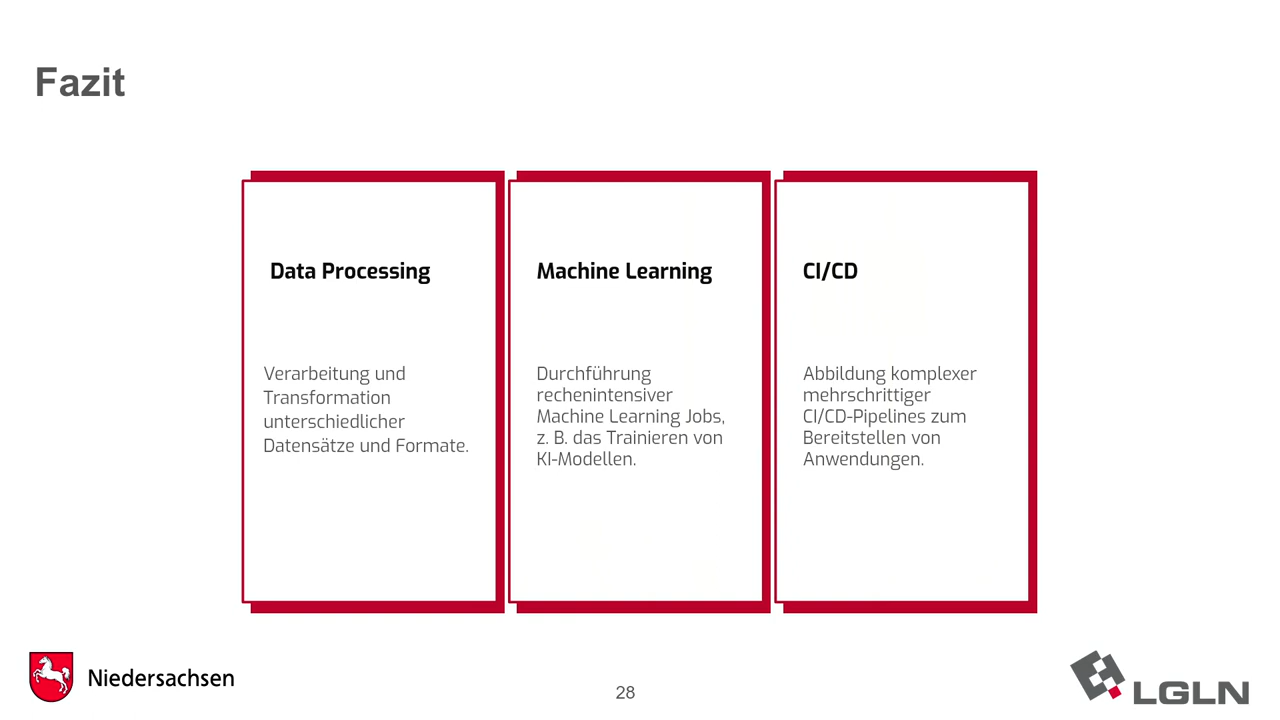 Fazit
Data Processing
Verarbeitung und
Transformation
unterschiedlicher
Datensätze und Formate.
Machine Learning
Durchführung
rechenintensiver
Machine Learning Jobs,
z. B. das Trainieren von
KI-Modellen.
CI/CD
Abbildung komplexer
mehrschrittiger
CI/CD-Pipelines zum
Bereitstellen von
Anwendungen.
Niedersachsen
28
LGLN